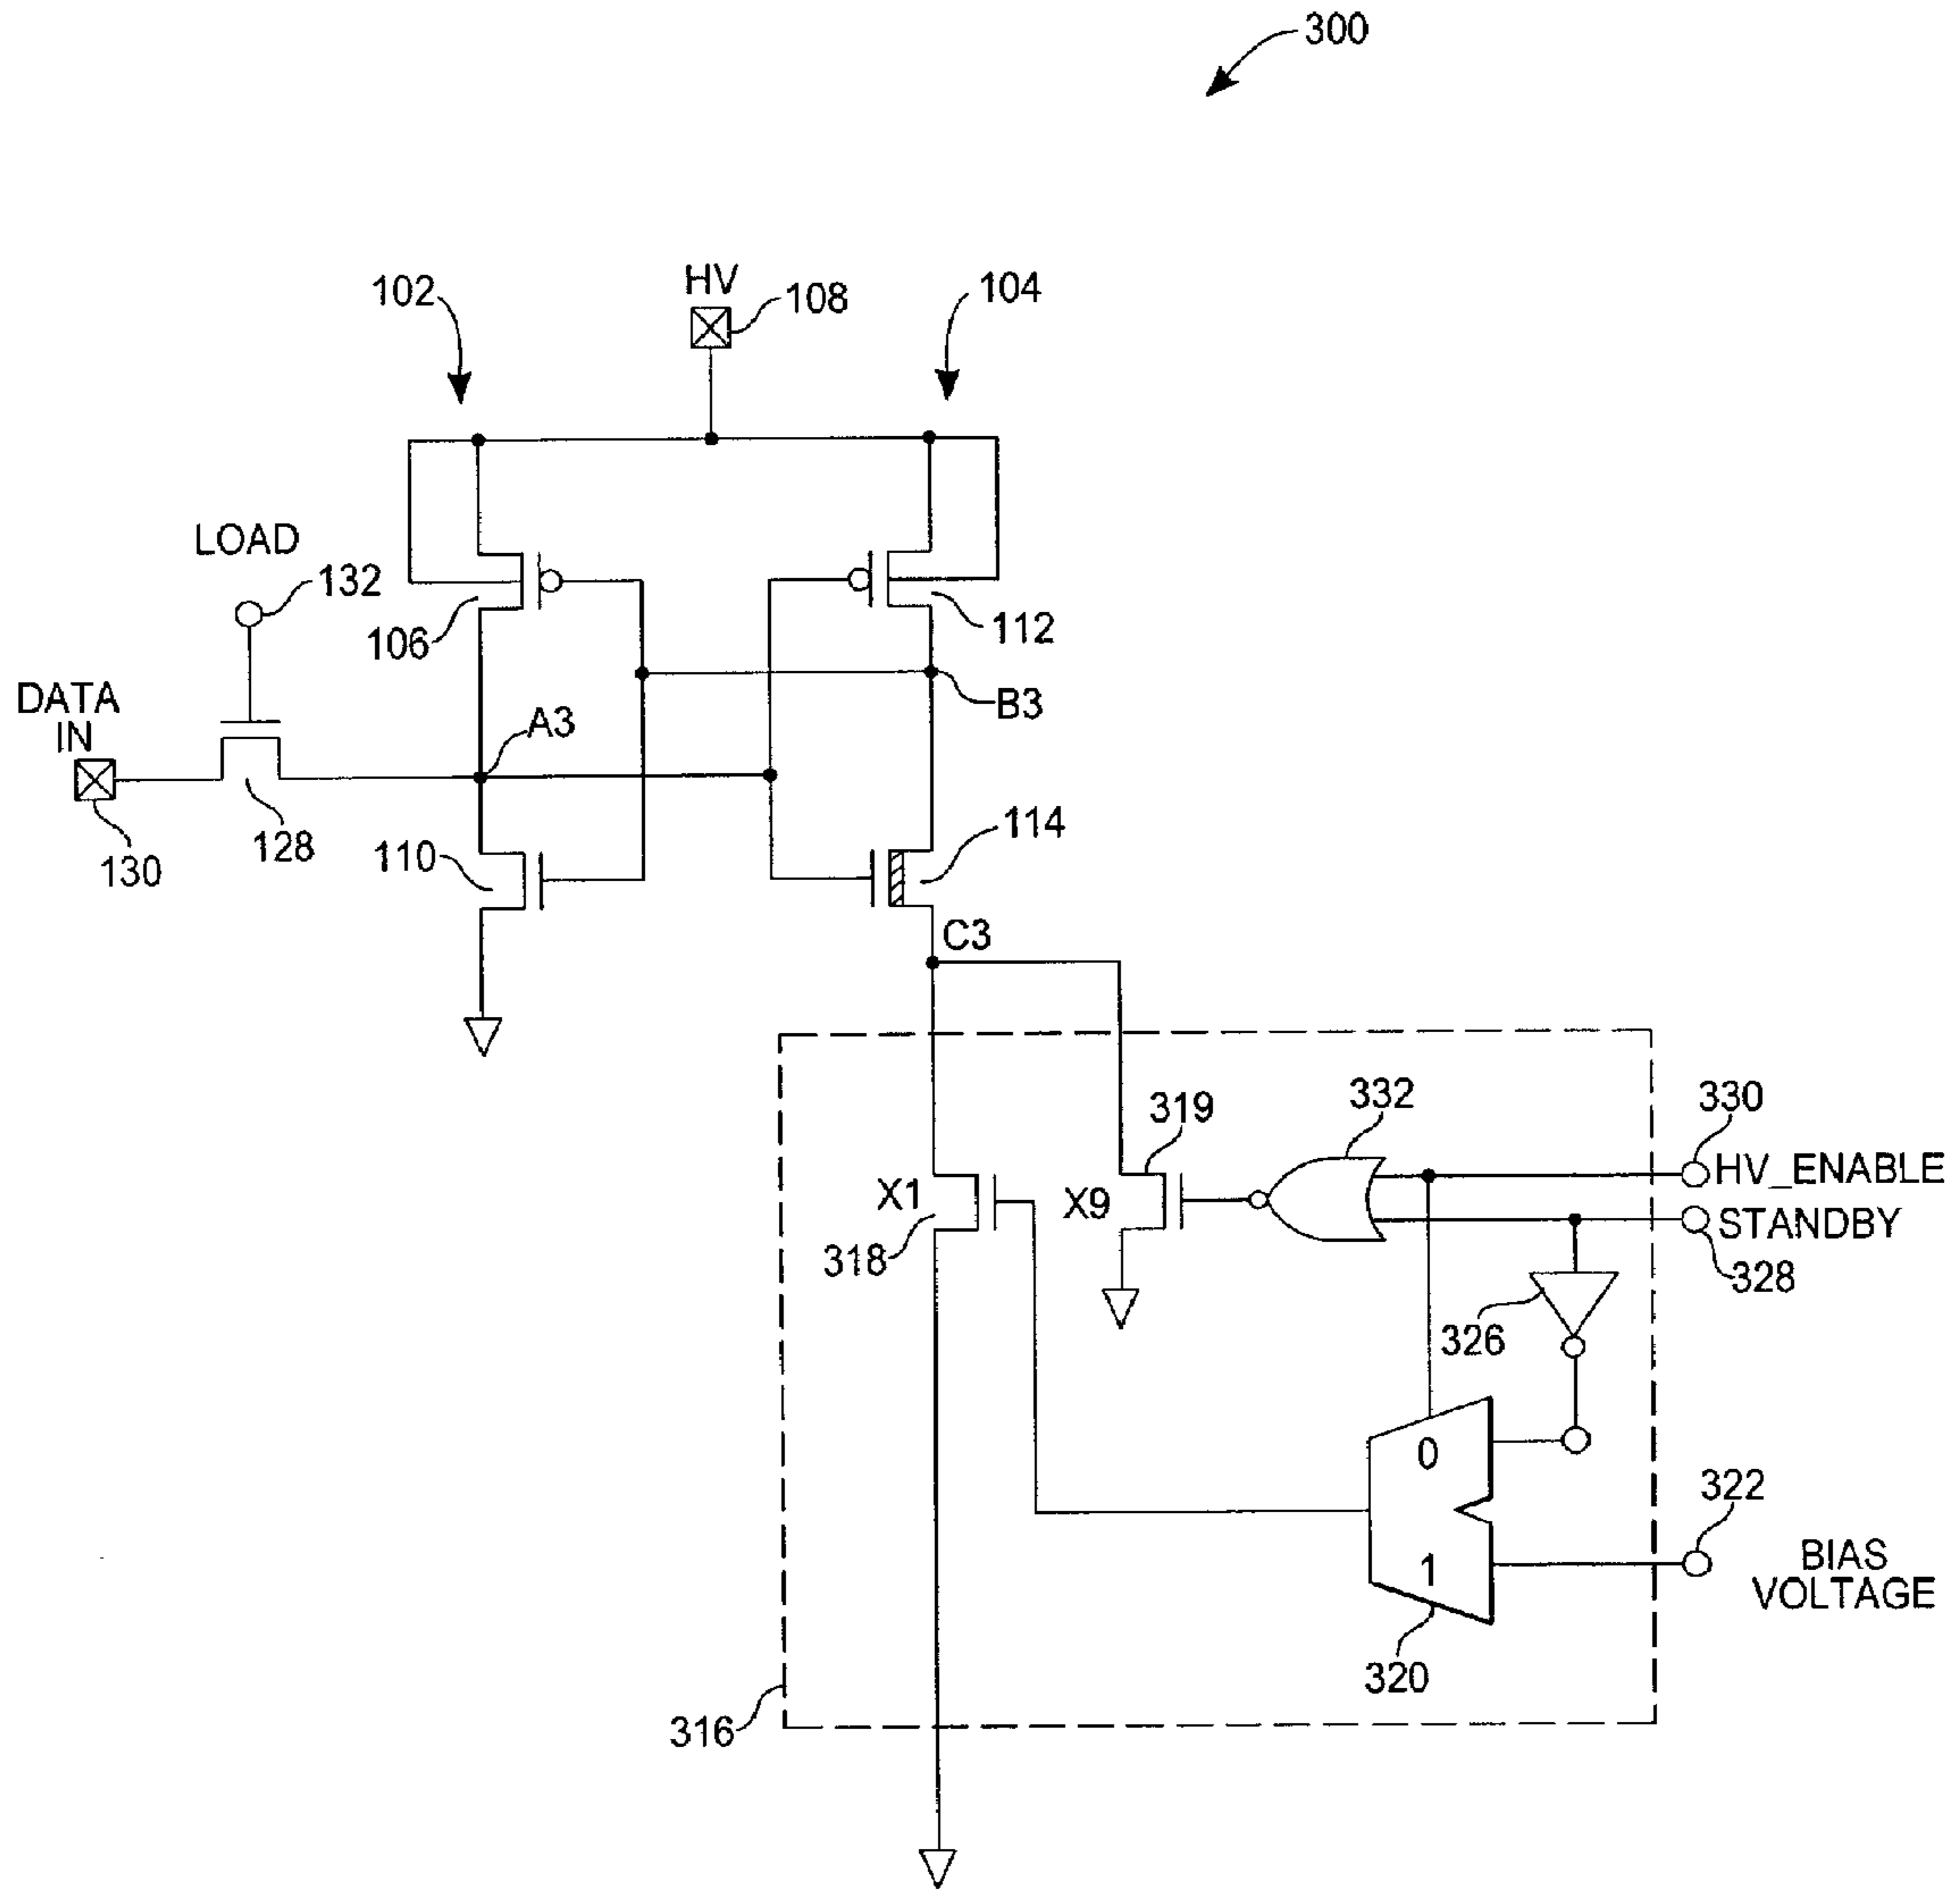 300
HV
108
102
104
LOAD
132
106
112
DATA
IN
A3
B3
130
128
110
114
C3
332
330
319
HV_ENABLE
X1
X9
STANDBY
318
328
326
0
322
1
BIAS
VOLTAGE
320
316